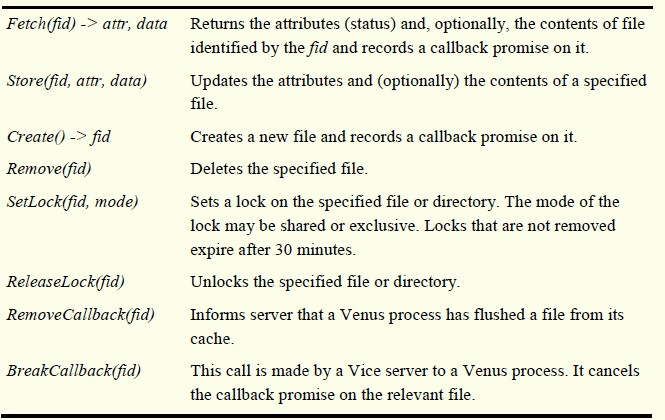 Fetch(fid) -> attr, data Returns the attributes (status) and, optionally, the contents of file
identified by the fid and records a callback promise on it.
Store(fid, attr, data) Updates the attributes and (optionally) the contents of a specified
file.
Create() -> fid Creates a new file and records a callback promise on it.
Remove(fid) Deletes the specified file.
SetLock(fid, mode) Sets a lock on the specified file or directory. The mode of the
lock may be shared or exclusive. Locks that are not removed
expire after 30 minutes.
ReleaseLock(fid) Unlocks the specified file or directory.
RemoveCallback(fid) Informs server that a Venus process has flushed a file from its
cache.
BreakCallback(fid) This call is made by a Vice server to a Venus process. It cancels
the callback promise on the relevant file.